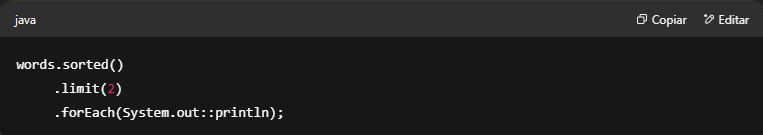 java Copiar Editar
words.sorted()
.limit(2)
.forEach(System.out::println);